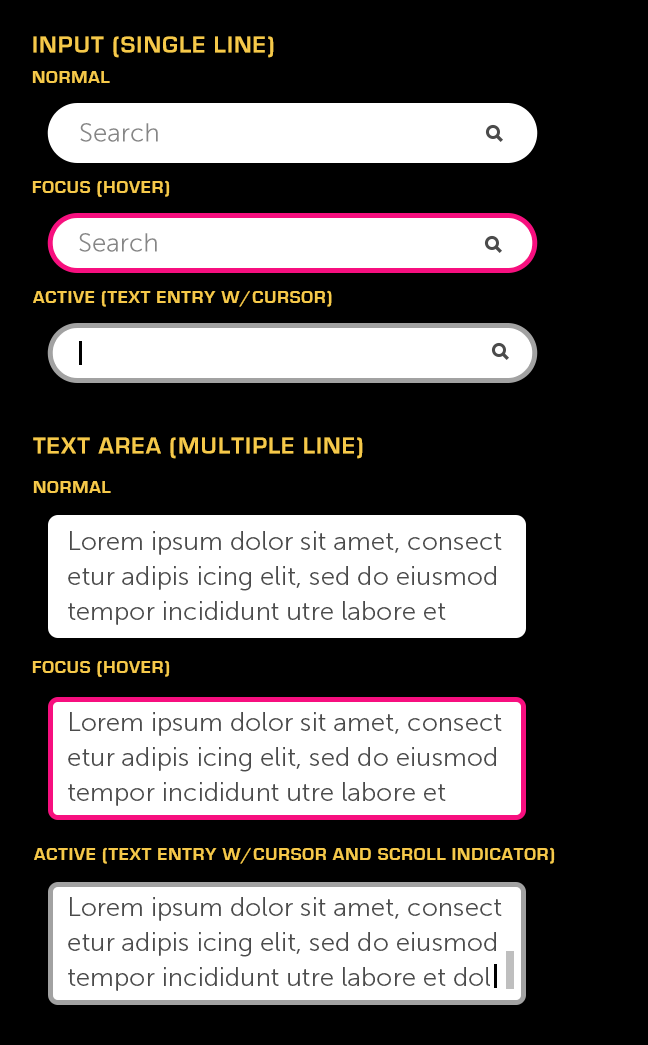 INPUT (SINGLE LINE)
NORMAL
Search
FOCUS (HOVER)
Search
ACTIVE (TEXT ENTRY W/CURSOR)
TEXT AREA (MULTIPLE LINE)
NORMAL
Lorem ipsum dolor sit amet, consect
etur adipis icing elit, sed do eiusmod
tempor incididunt utre labore et
FOCUS (HOVER)
Lorem ipsum dolor sit amet, consect
etur adipis icing elit, sed do eiusmod
tempor incididunt utre labore et
ACTIVE (TEXT ENTRY W/CURSOR AND SCROLL INDICATOR)
Lorem ipsum dolor sit amet, consect
etur adipis icing elit, sed do eiusmod
tempor incididunt utre labore et dol